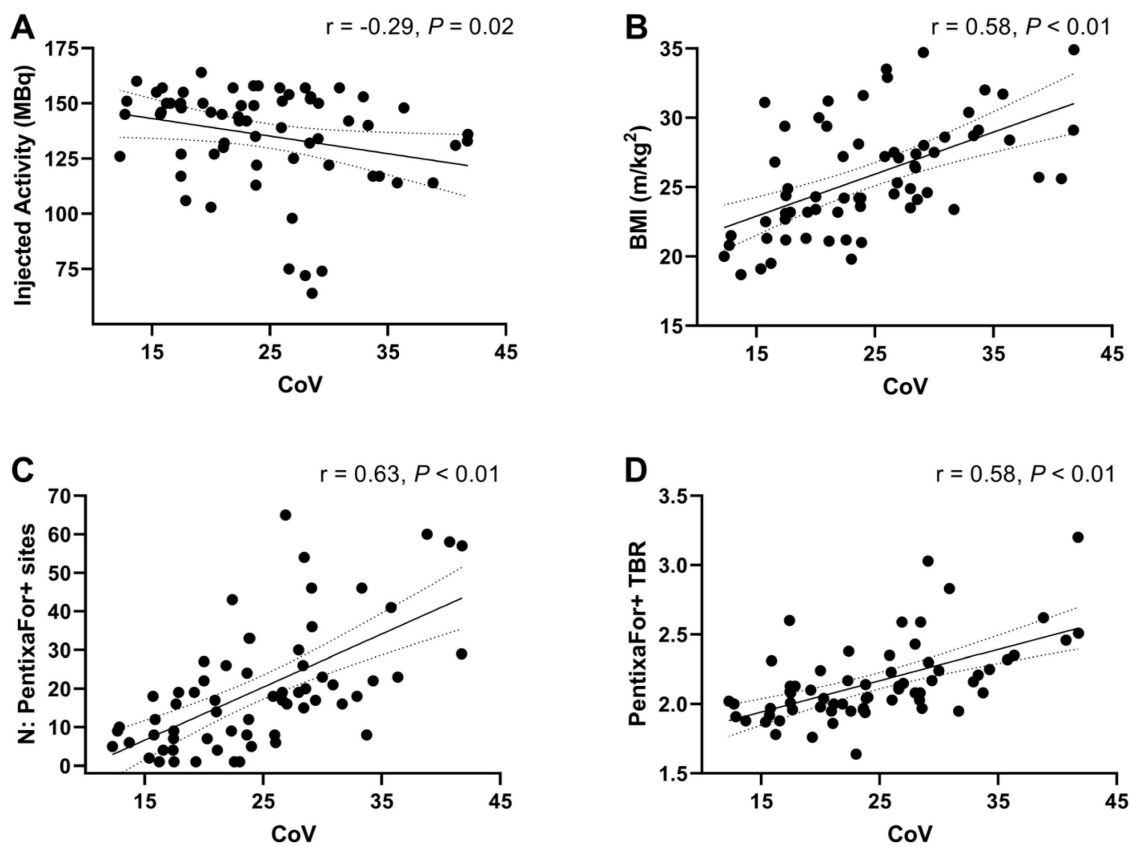 A
r = -0.29, P = 0.02
175
150
125
100
75
Injected Activity (MBq)
15 25 35 45
CoV
B
r = 0.58, P < 0.01
35
30
25
20
15
BMI (m/kg²)
15 25 35 45
CoV
C
r = 0.63, P < 0.01
70
60
50
40
30
20
10
0
N: PentixaFor+ sites
15 25 35 45
CoV
D
r = 0.58, P < 0.01
3.5
3.0
2.5
2.0
1.5
PentixaFor+ TBR
15 25 35 45
CoV